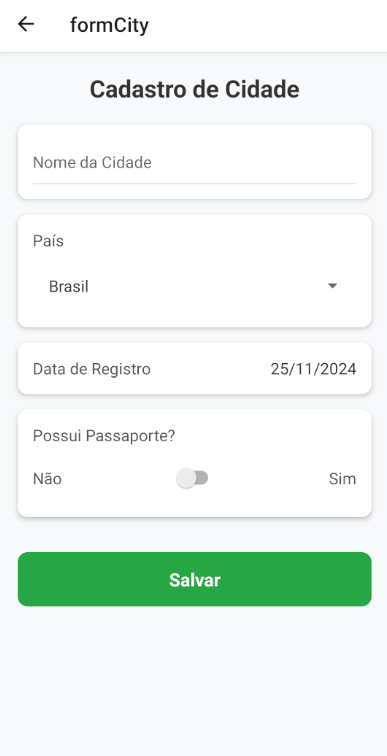 formCity
Cadastro de Cidade
Nome da Cidade
País
Brasil
Data de Registro 25/11/2024
Possui Passaporte?
Não Sim
Salvar